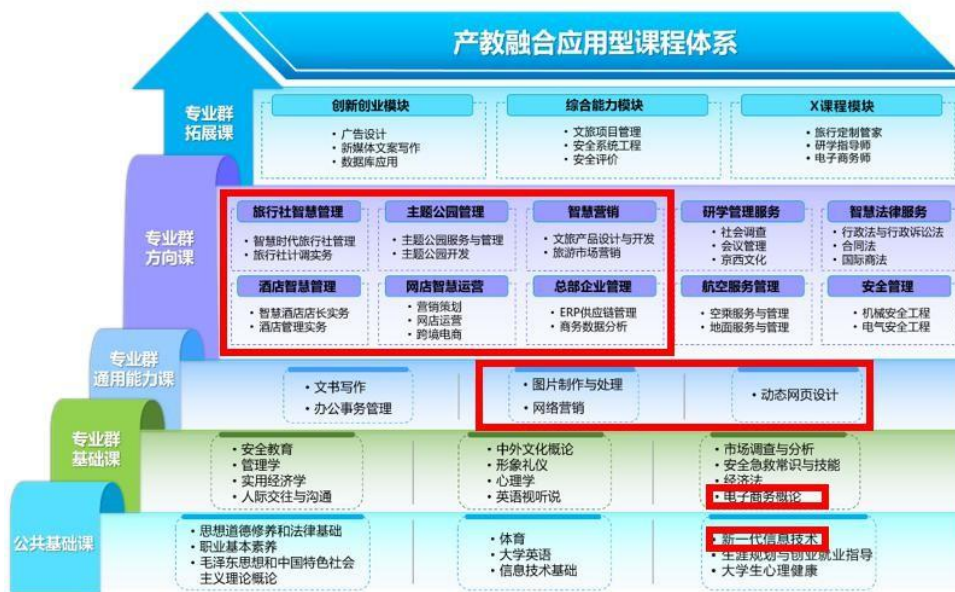 产教融合应用型课程体系
专业群
拓展课
创新创业模块
• 广告设计
• 新媒体文案写作
• 数据库应用
综合能力模块
• 文旅项目管理
• 安全系统工程
• 安全评价
X课程模块
• 旅行定制管家
• 研学指导师
• 电子商务师
专业群
方向课
旅行社智慧管理
• 智慧时代旅行社管理
• 旅行社计调实务
主题公园管理
• 主题公园服务与管理
• 主题公园开发
智慧营销
• 文旅产品设计与开发
• 旅游市场营销
研学管理服务
• 社会调查
• 会议管理
• 京西文化
智慧法律服务
• 行政法与行政诉讼法
• 合同法
• 国际商法
酒店智慧管理
• 智慧酒店店长实务
• 酒店管理实务
网店智慧运营
• 营销策划
• 网店运营
• 跨境电商
总部企业管理
• ERP供应链管理
• 商务数据分析
航空服务管理
• 空乘服务与管理
• 地面服务与管理
安全管理
• 机械安全工程
• 电气安全工程
专业群
通用能力课
• 文书写作
• 办公事务管理
• 图片制作与处理
• 网络营销
• 动态网页设计
专业群
基础课
• 安全教育
• 管理学
• 实用经济学
• 人际交往与沟通
• 中外文化概论
• 形象礼仪
• 心理学
• 英语视听说
• 市场调查与分析
• 安全急救常识与技能
• 经济法
• 电子商务概论
公共基础课
• 思想道德修养和法律基础
• 职业基本素养
• 毛泽东思想和中国特色社会
主义理论概论
• 体育
• 大学英语
• 信息技术基础
• 新一代信息技术
• 生涯规划与创业就业指导
• 大学生心理健康